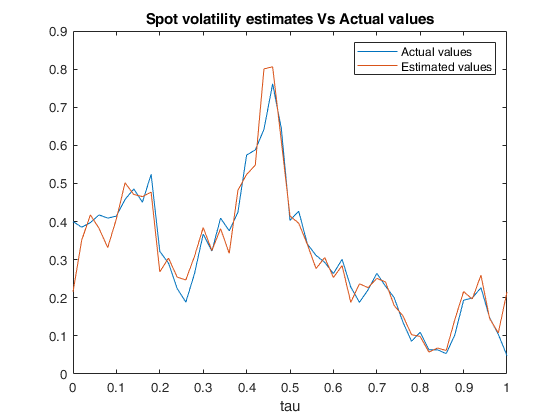 Spot volatility estimates Vs Actual values
Actual values
Estimated values
0.9
0.8
0.7
0.6
0.5
0.4
0.3
0.2
0.1
0
0 0.1 0.2 0.3 0.4 0.5 0.6 0.7 0.8 0.9 1
tau